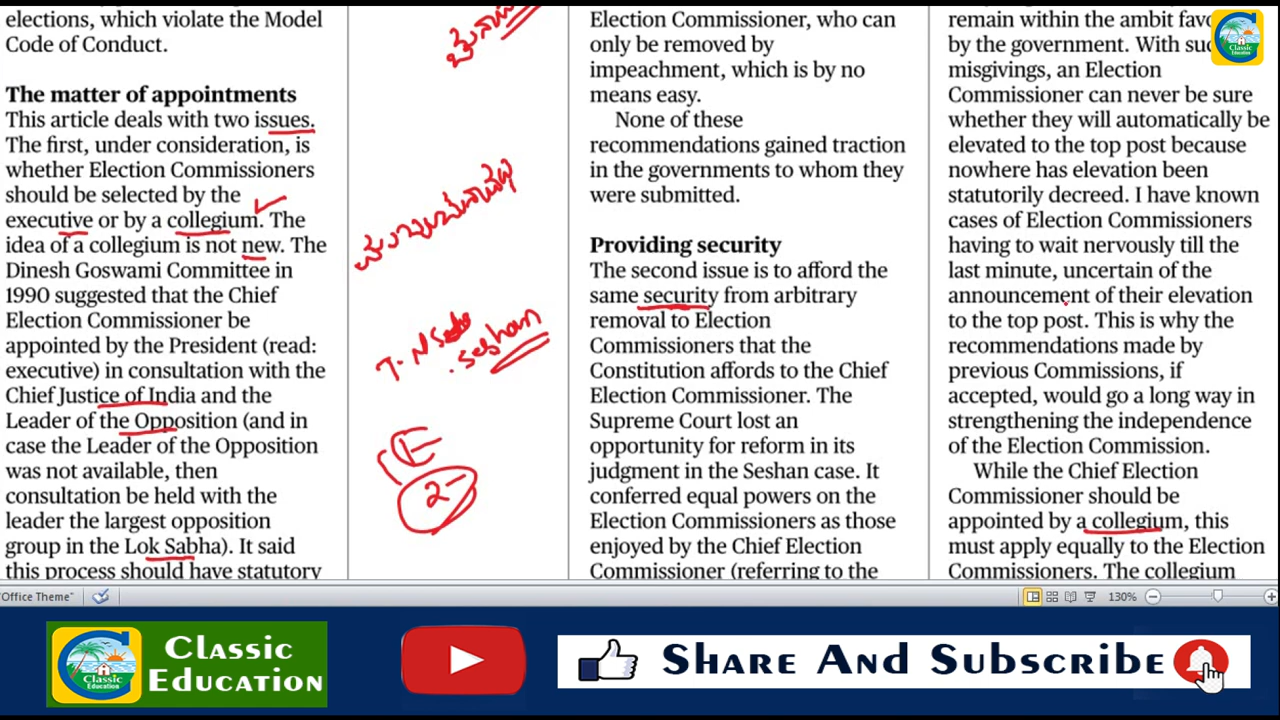 elections, which violate the Model
Code of Conduct.
The matter of appointments
This article deals with two issues.
The first, under consideration, is
whether Election Commissioners
should be selected by the
executive or by a collegium. The
idea of a collegium is not new. The
Dinesh Goswami Committee in
1990 suggested that the Chief
Election Commissioner be
appointed by the President (read:
executive) in consultation with the
Chief Justice of India and the
Leader of the Opposition (and in
case the Leader of the Opposition
was not available, then
consultation be held with the
leader the largest opposition
group in the Lok Sabha). It said
this process should have statutory
T. N
Seshan
E
2
Election Commissioner, who can
only be removed by
impeachment, which is by no
means easy.
None of these
recommendations gained traction
in the governments to whom they
were submitted.
Providing security
The second issue is to afford the
same security from arbitrary
removal to Election
Commissioners that the
Constitution affords to the Chief
Election Commissioner. The
Supreme Court lost an
opportunity for reform in its
judgment in the Seshan case. It
conferred equal powers on the
Election Commissioners as those
enjoyed by the Chief Election
Commissioner (referring to the
remain within the ambit
by the government. With
misgivings, an Election
Commissioner can never be sure
whether they will automatically be
elevated to the top post because
nowhere has elevation been
statutorily decreed. I have known
cases of Election Commissioners
having to wait nervously till the
last minute, uncertain of the
announcement of their elevation
to the top post. This is why the
recommendations made by
previous Commissions, if
accepted, would go a long way in
strengthening the independence
of the Election Commission.
While the Chief Election
Commissioner should be
appointed by a collegium, this
must apply equally to the Election
Commissioners. The collegium
Classic
Education
Office Theme"
130%
Classic
Education
Classic
Education
Share And Subscribe